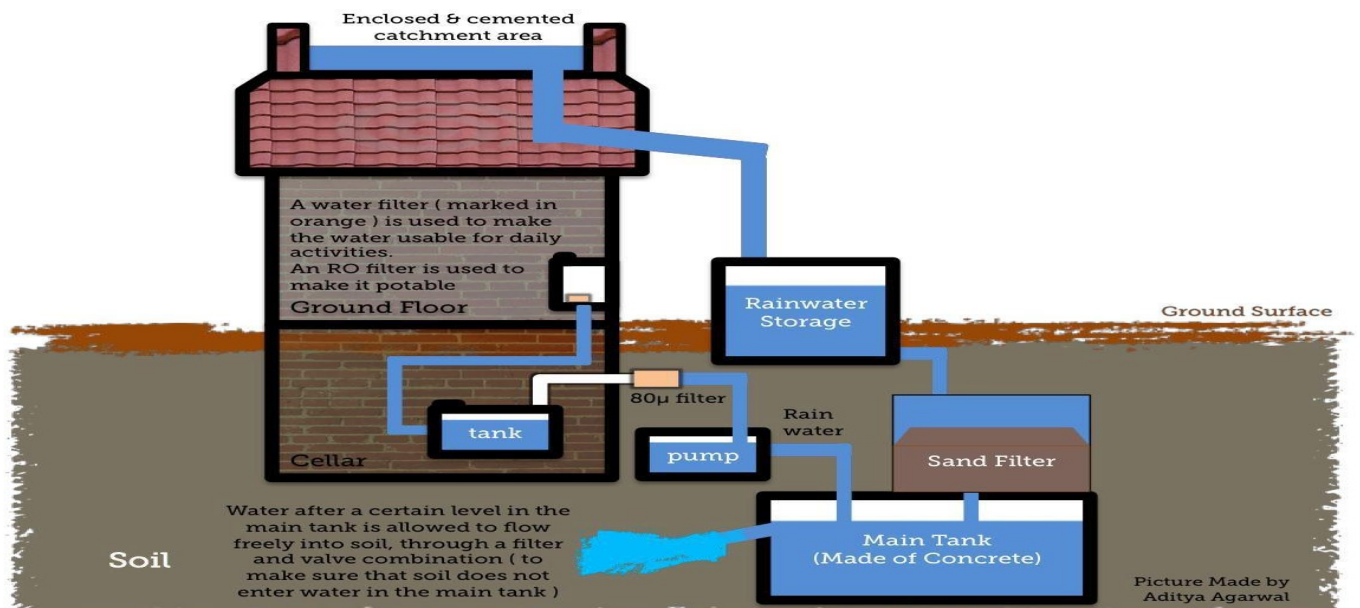 Enclosed & cemented
catchment area
A water filter ( marked in
orange ) is used to make
the water usable for daily
activities.
An RO filter is used to
make it potable
Ground Floor
Rainwater
Storage
Ground Surface
80µ filter
Rain
water
tank
pump
Sand Filter
Cellar
Water after a certain level in the
main tank is allowed to flow
freely into soil, through a filter
and valve combination ( to
make sure that soil does not
enter water in the main tank )
Soil
Main Tank
(Made of Concrete)
Picture Made by
Aditya Agarwal